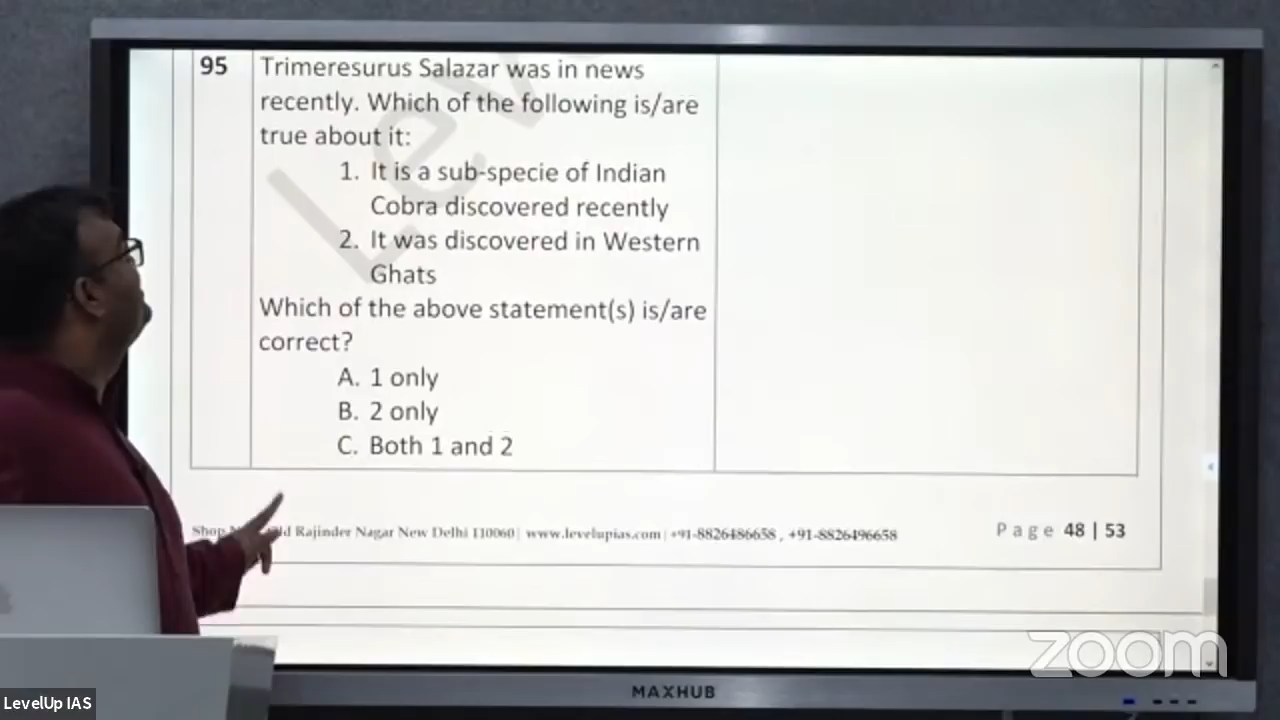 95
Trimeresurus Salazar was in news
recently. Which of the following is/are
true about it:
1. It is a sub-specie of Indian
Cobra discovered recently
2. It was discovered in Western
Ghats
Which of the above statement(s) is/are
correct?
A. 1 only
B. 2 only
C. Both 1 and 2
Lev
Shop Rajinder Nagar New Delhi 110060| www.levelupias.com | +91-8826486658 , +91-8826496658
Page 48 | 53
zoom
MAXHUB
LevelUp IAS